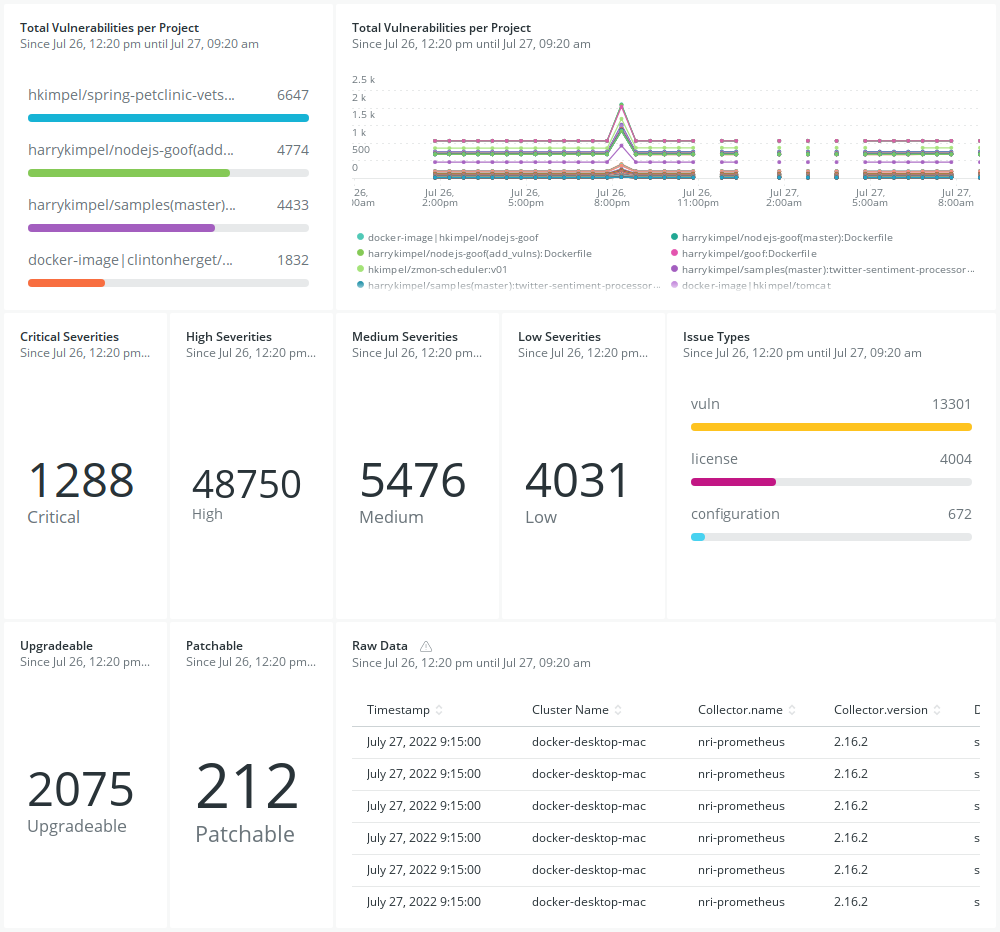 Total Vulnerabilities per Project
Since Jul 26, 12:20 pm until Jul 27, 09:20 am
hkimpel/spring-petclinic-vets... 6647
harrykimpel/nodejs-goof(add... 4774
harrykimpel/samples(master)... 4433
docker-image|clintonherget/... 1832
Total Vulnerabilities per Project
Since Jul 26, 12:20 pm until Jul 27, 09:20 am
2.5 k
2 k
1.5 k
1 k
500
0
26, Jul 26, Jul 26, Jul 26, Jul 26, Jul 27, Jul 27, Jul 27,
00am 2:00pm 5:00pm 8:00pm 11:00pm 2:00am 5:00am 8:00am
docker-image|hkimpel/nodejs-goof harrykimpel/nodejs-goof(master):Dockerfile
harrykimpel/nodejs-goof(add_vulns):Dockerfile harrykimpel/goof:Dockerfile
hkimpel/zmon-scheduler:v01 harrykimpel/samples(master):twitter-sentiment-processor...
harrykimpel/samples(master):twitter-sentiment-processor... docker-image|hkimpel/tomcat
Critical Severities
Since Jul 26, 12:20 pm...
1288
Critical
High Severities
Since Jul 26, 12:20 pm...
48750
High
Medium Severities
Since Jul 26, 12:20 pm...
5476
Medium
Low Severities
Since Jul 26, 12:20 pm...
4031
Low
Issue Types
Since Jul 26, 12:20 pm until Jul 27, 09:20 am
vuln 13301
license 4004
configuration 672
Upgradeable
Since Jul 26, 12:20 pm...
2075
Upgradeable
Patchable
Since Jul 26, 12:20 pm...
212
Patchable
Raw Data
Since Jul 26, 12:20 pm until Jul 27, 09:20 am
Timestamp Cluster Name Collector.name Collector.version D
July 27, 2022 9:15:00 docker-desktop-mac nri-prometheus 2.16.2 s
July 27, 2022 9:15:00 docker-desktop-mac nri-prometheus 2.16.2 s
July 27, 2022 9:15:00 docker-desktop-mac nri-prometheus 2.16.2 s
July 27, 2022 9:15:00 docker-desktop-mac nri-prometheus 2.16.2 s
July 27, 2022 9:15:00 docker-desktop-mac nri-prometheus 2.16.2 s
July 27, 2022 9:15:00 docker-desktop-mac nri-prometheus 2.16.2 s